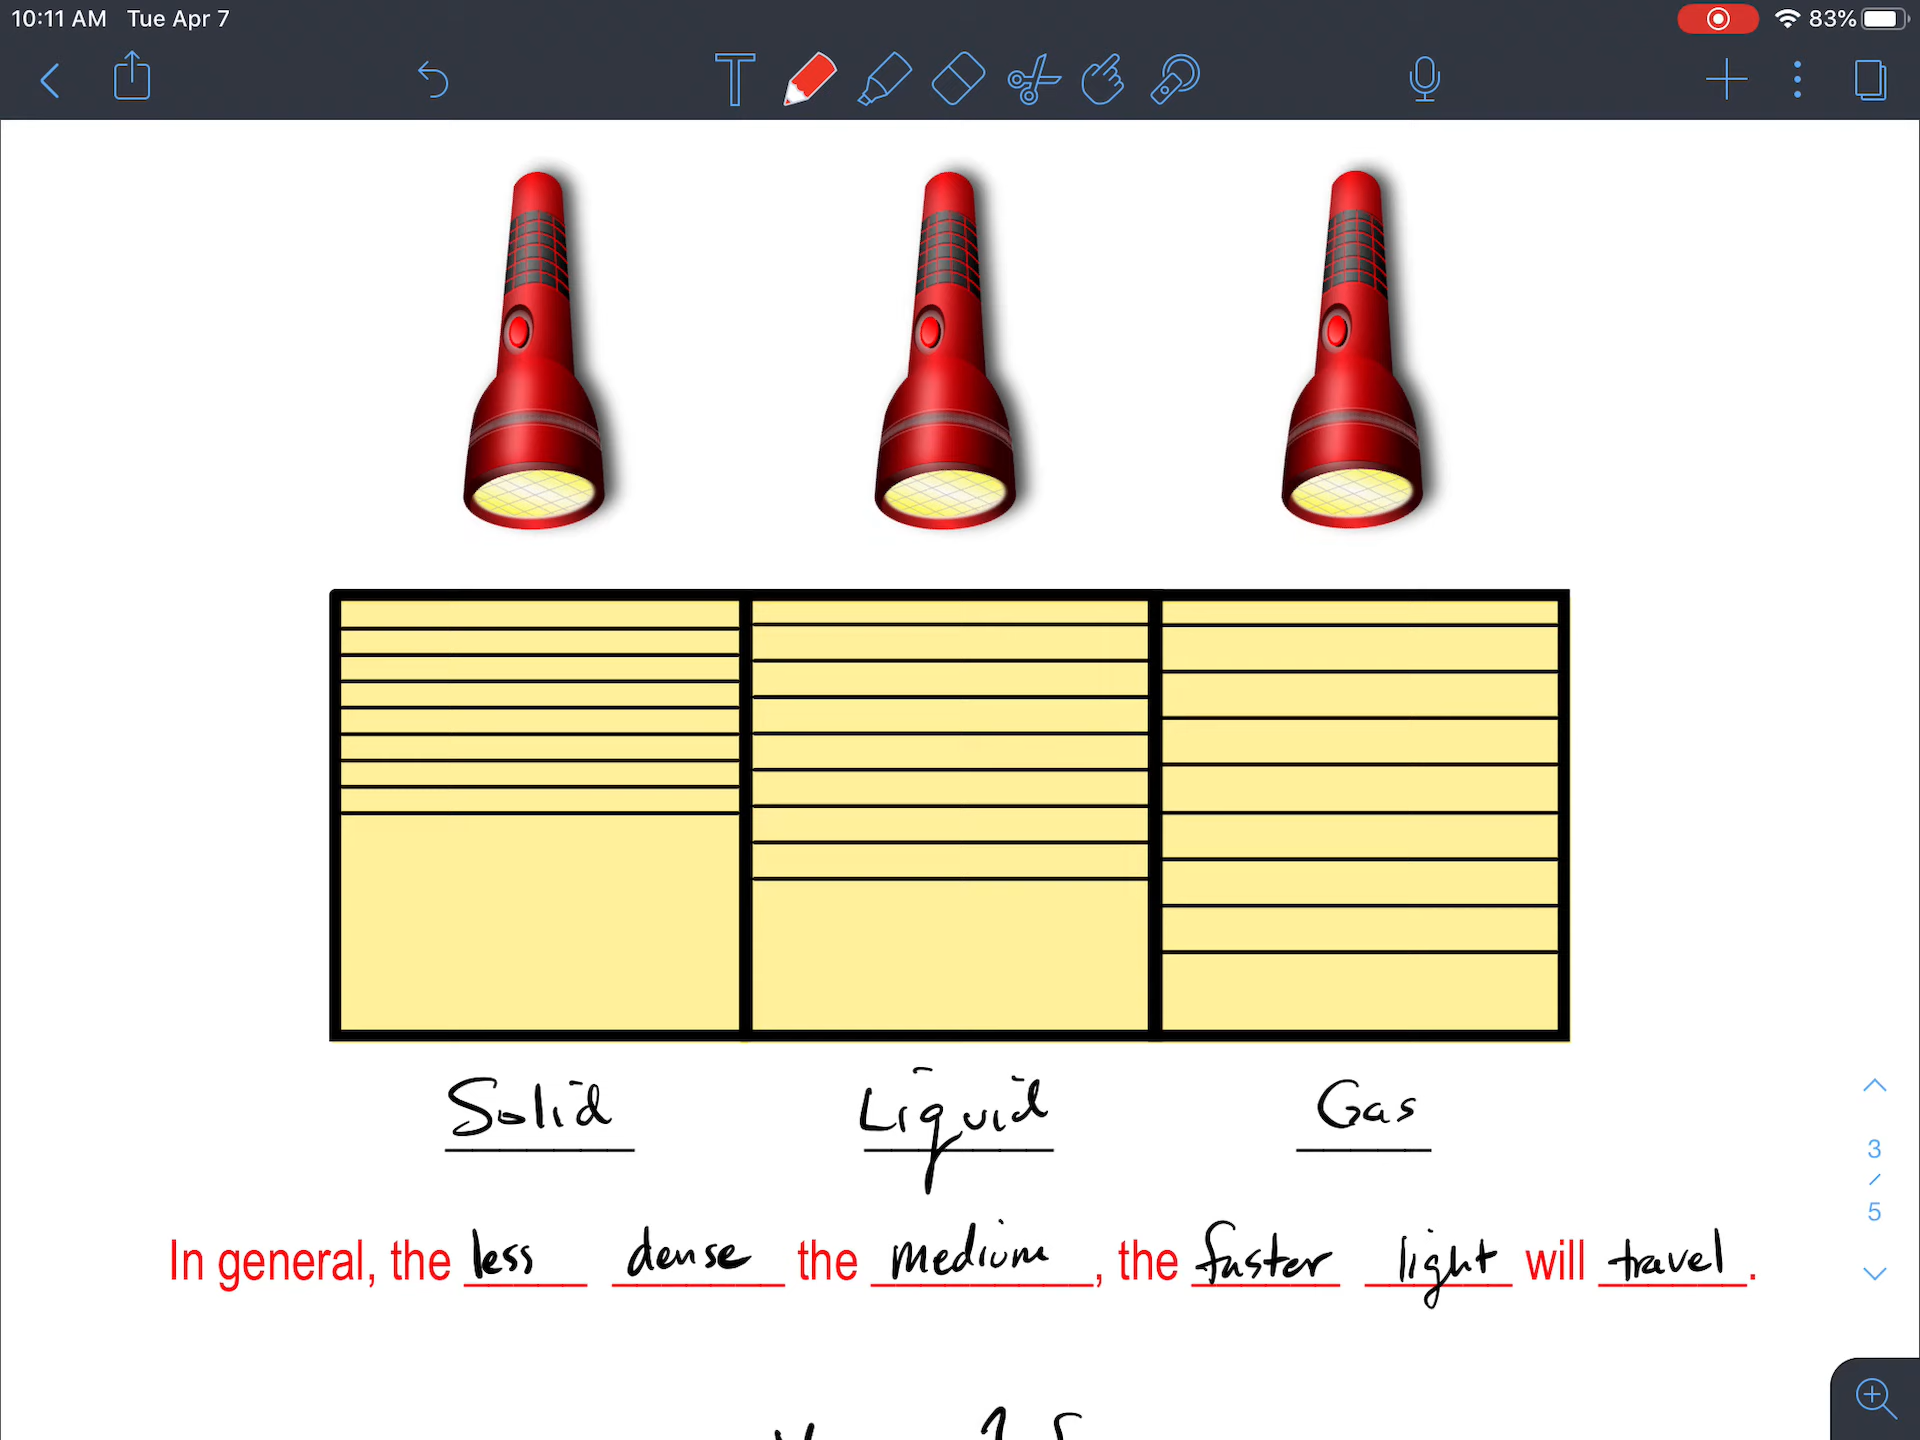 10:11 AM Tue Apr 7 83%
T
Solid Liquid Gas
3
/
5
In general, the less dense the medium, the faster light will travel.